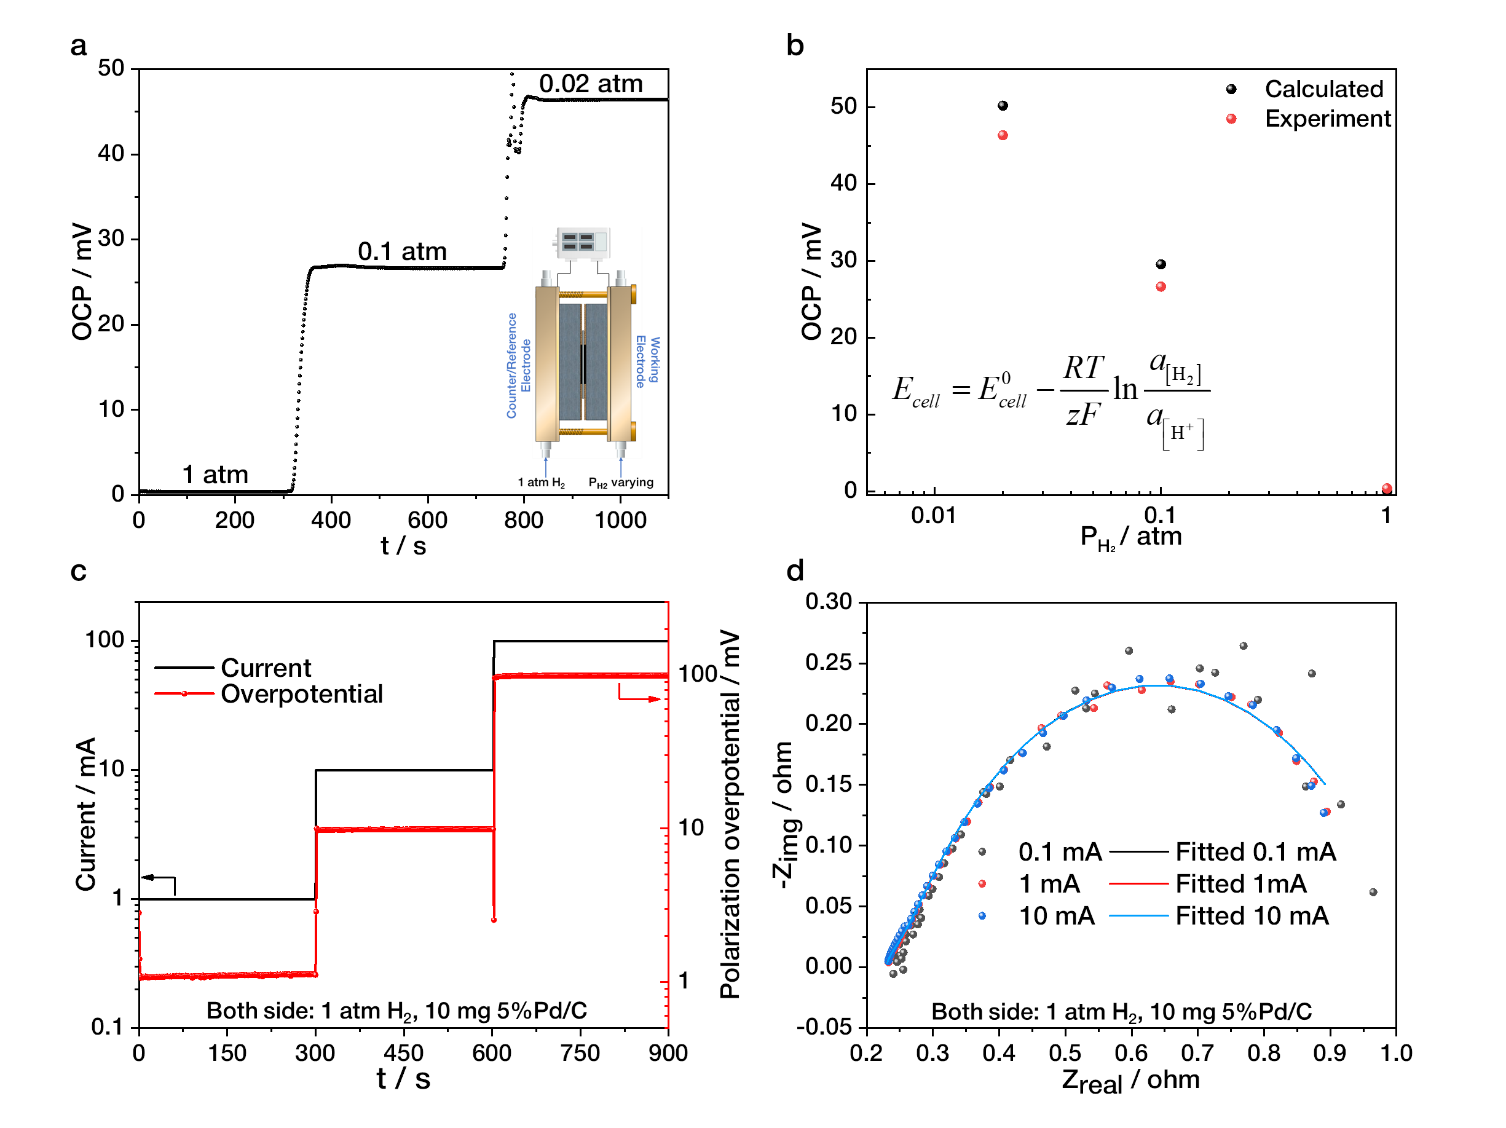 a
50
40
30
20
10
0
OCP / mV
1 atm
0.1 atm
0.02 atm
Counter/Reference
Electrode
Working
Electrode
1 atm H₂
P_H2 varying
0 200 400 600 800 1000
t / s
b
50
40
30
20
10
0
OCP / mV
Calculated
Experiment
E_cell = E⁰_cell − RT/zF ln a_[H₂]/a_[H⁺]
0.01 0.1 1
P_H₂ / atm
c
100
10
1
0.1
Current / mA
Current
Overpotential
100
10
1
Polarization overpotential / mV
Both side: 1 atm H₂, 10 mg 5%Pd/C
0 150 300 450 600 750 900
t / s
d
0.30
0.25
0.20
0.15
0.10
0.05
0.00
-0.05
-Zimg / ohm
0.1 mA Fitted 0.1 mA
1 mA Fitted 1mA
10 mA Fitted 10 mA
Both side: 1 atm H₂, 10 mg 5%Pd/C
0.2 0.3 0.4 0.5 0.6 0.7 0.8 0.9 1.0
Zreal / ohm